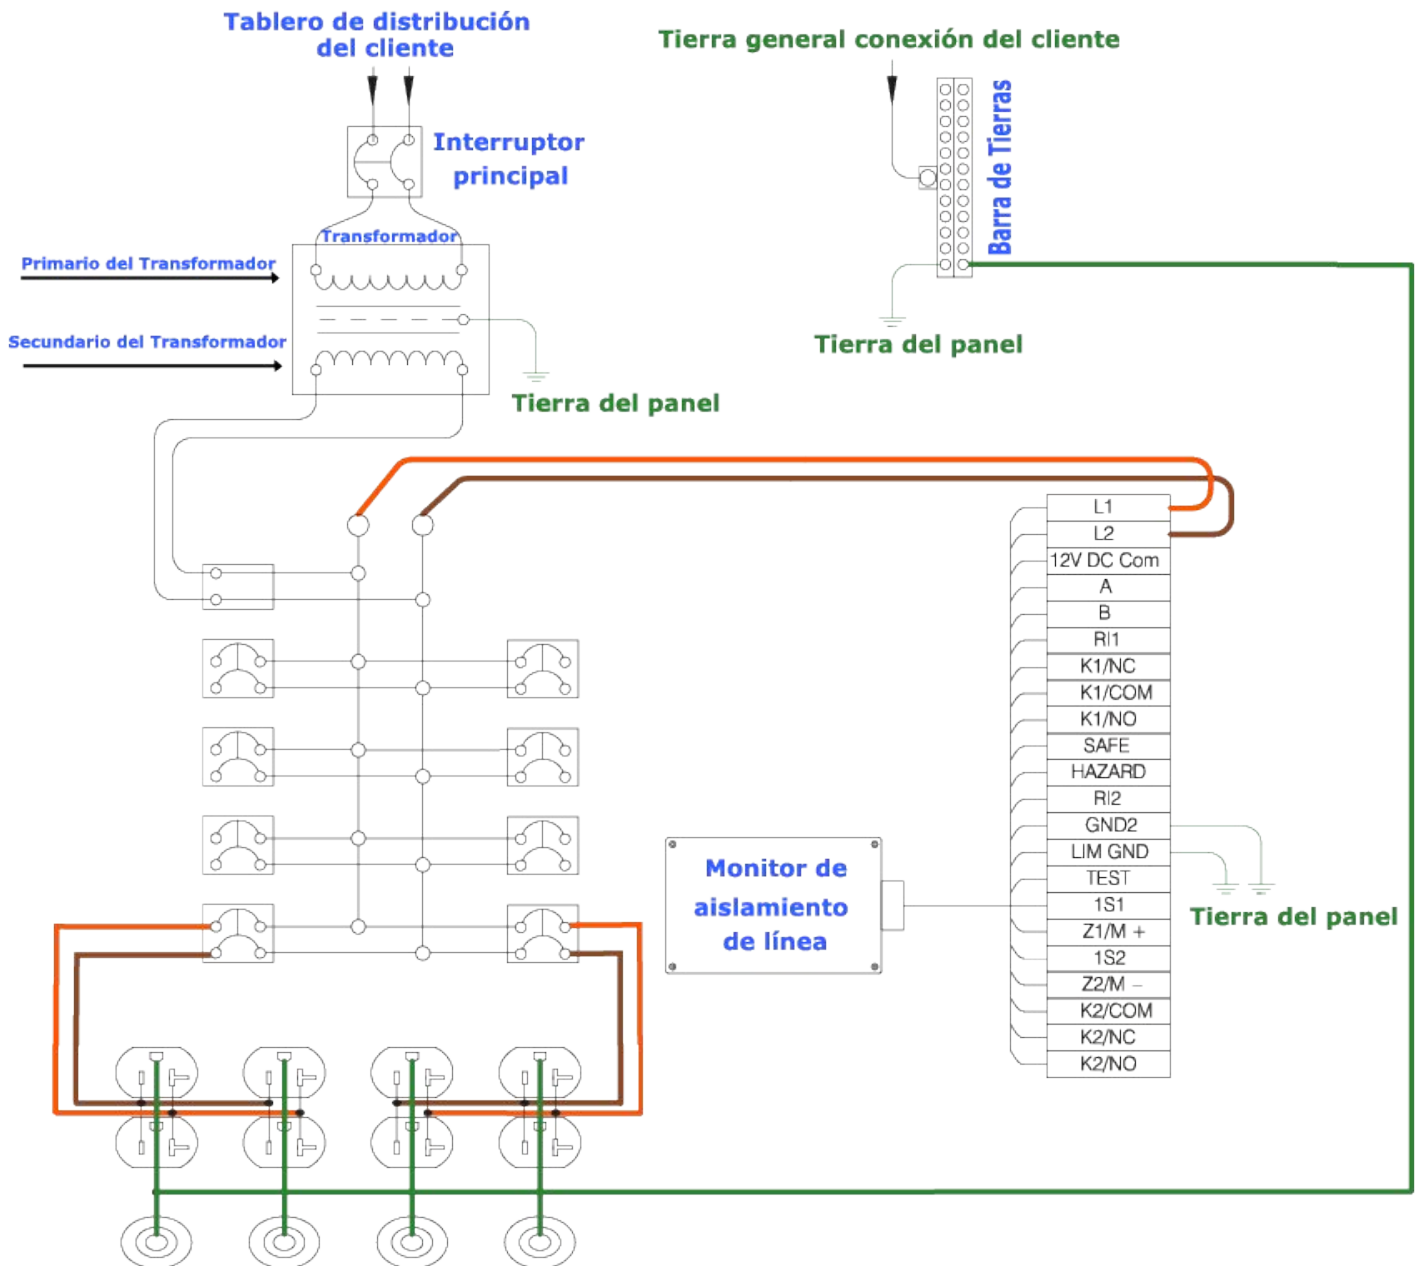 Tablero de distribución
del cliente
Tierra general conexión del cliente
Interruptor
principal
Barra de Tierras
Transformador
Primario del Transformador
Secundario del Transformador
Tierra del panel
Tierra del panel
L1
L2
12V DC Com
A
B
RI1
K1/NC
K1/COM
K1/NO
SAFE
HAZARD
RI2
GND2
LIM GND
TEST
1S1
Z1/M +
1S2
Z2/M –
K2/COM
K2/NC
K2/NO
Monitor de
aislamiento
de línea
Tierra del panel